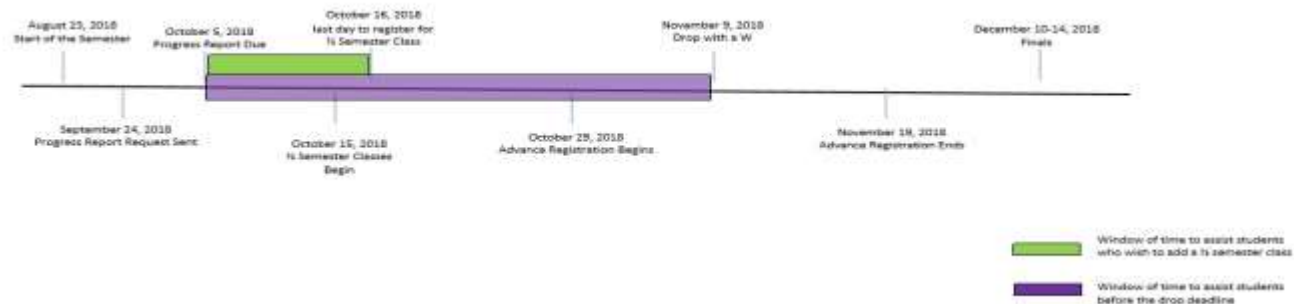 August 23, 2018
Start of the Semester
October 5, 2018
Progress Report Due
October 16, 2018
last day to register for
½ Semester Class
November 9, 2018
Drop with a W
December 10-14, 2018
Finals
September 24, 2018
Progress Report Request Sent
October 15, 2018
½ Semester Classes
Begin
October 29, 2018
Advance Registration Begins
November 19, 2018
Advance Registration Ends
Window of time to assist students
who wish to add a ½ semester class
Window of time to assist students
before the drop deadline